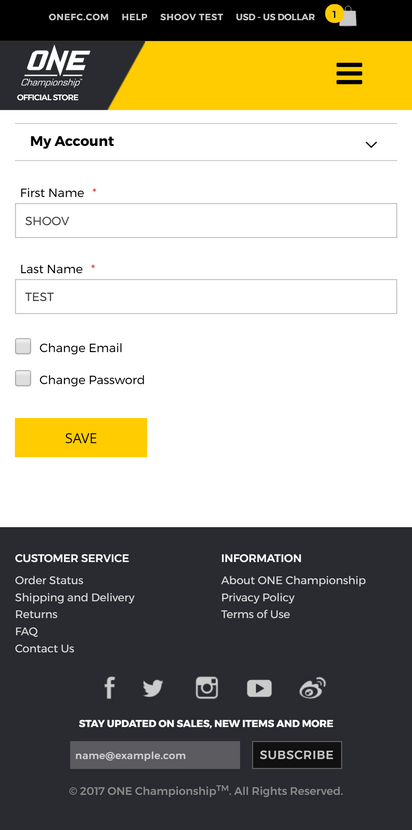 ONEFC.COM HELP SHOOV TEST USD - US DOLLAR 1
ONE
Championship™
OFFICIAL STORE
My Account
First Name *
SHOOV
Last Name *
TEST
Change Email
Change Password
SAVE
CUSTOMER SERVICE
Order Status
Shipping and Delivery
Returns
FAQ
Contact Us
INFORMATION
About ONE Championship
Privacy Policy
Terms of Use
STAY UPDATED ON SALES, NEW ITEMS AND MORE
name@example.com SUBSCRIBE
© 2017 ONE Championship™. All Rights Reserved.